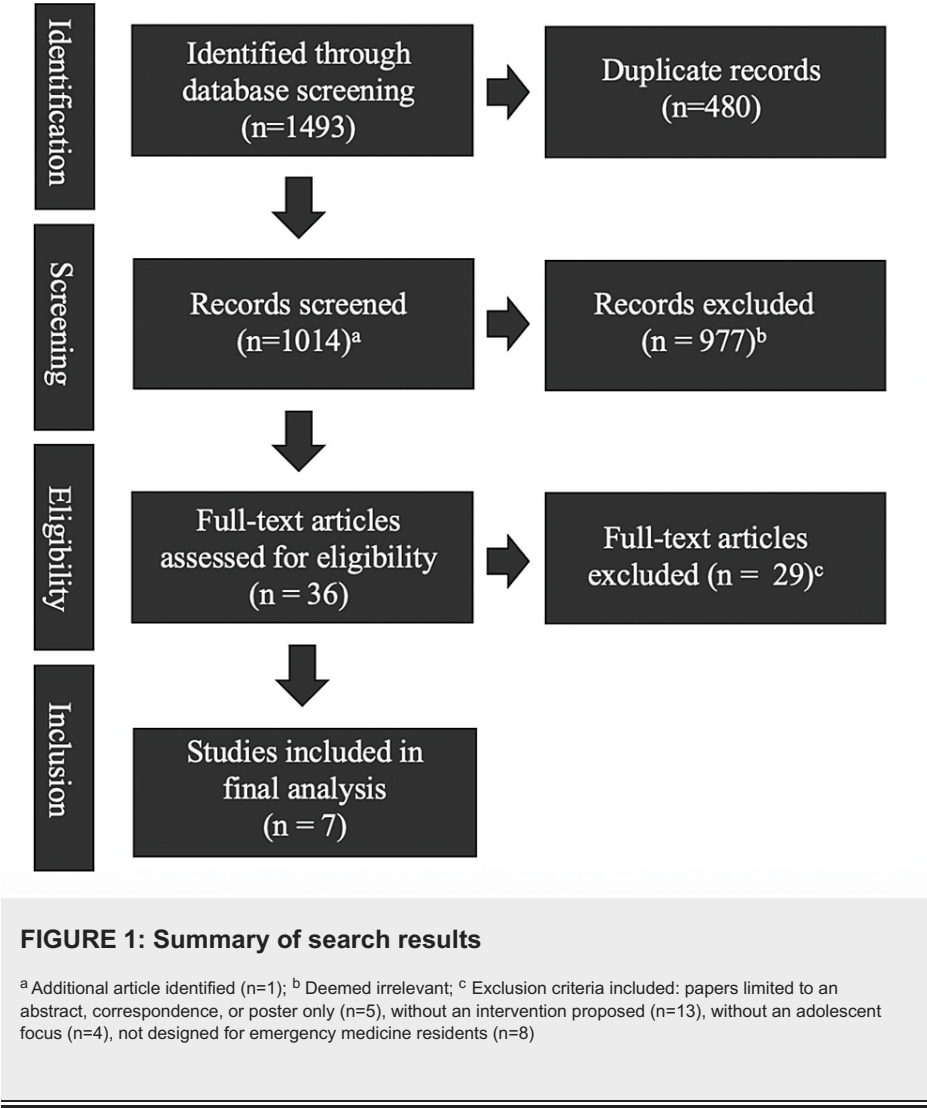 Identification
Identified through
database screening
(n=1493)
Duplicate records
(n=480)
Screening
Records screened
(n=1014)ᵃ
Records excluded
(n = 977)ᵇ
Eligibility
Full-text articles
assessed for eligibility
(n = 36)
Full-text articles
excluded (n =  29)ᶜ
Inclusion
Studies included in
final analysis
(n = 7)
FIGURE 1: Summary of search results
ᵃ Additional article identified (n=1); ᵇ Deemed irrelevant; ᶜ Exclusion criteria included: papers limited to an
abstract, correspondence, or poster only (n=5), without an intervention proposed (n=13), without an adolescent
focus (n=4), not designed for emergency medicine residents (n=8)